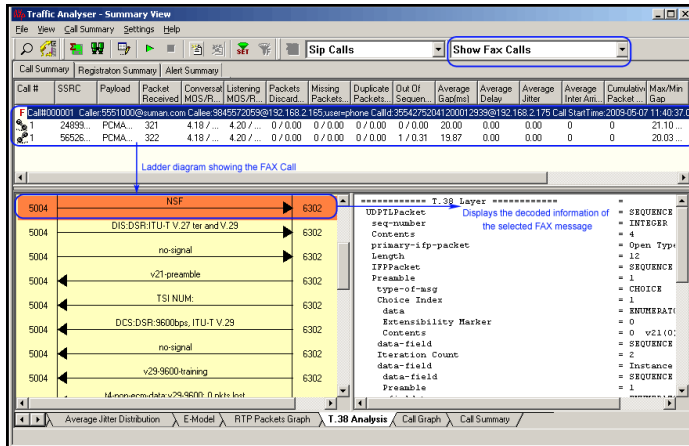 Traffic Analyser - Summary View
File View Call Summary Settings Help
Sip Calls
Show Fax Calls
Call Summary Registraton Summary Alert Summary
Call # SSRC Payload Packet Received Conversat MOS/R... Listening MOS/R... Packets Discard... Missing Packets... Duplicate Packets... Out Of Sequen... Average Gap(ms) Average Delay Average Jitter Average Inter Arri... Cumulative Packet ... Max/Min Gap
F Call#000001 Caller:5551000@suman.com Callee:9845572059@192.168.2.165;user=phone CallId:3554275204120001293​9@192.168.2.175 Call StartTime:2009-05-07 11:40:37.0
1 24899... PCMA... 321 4.18 / ... 4.20 / ... 0 / 0.00 0 / 0.00 0 / 0.00 0 / 0.00 20.00 0.00 0.00 0 0 21.10 ...
1 56526... PCMA... 322 4.18 / ... 4.20 / ... 0 / 0.00 0 / 0.00 0 / 0.00 1 / 0.31 19.87 0.00 0.00 0 0 20.03 ...
Ladder diagram showing the FAX Call
5004 NSF 6302
5004 DIS:DSR:ITU-T V.27 ter and V.29 6302
5004 no-signal 6302
5004 v21-preamble 6302
5004 TSI NUM: 6302
5004 DCS:DSR:9600bps, ITU-T V.29 6302
5004 no-signal 6302
5004 v29-9600-training 6302
t4-non-ecm-data:v29-9600: 0 pkts lost
============ T.38 Layer ============ =
UDPTLPacket = SEQUENCE
seq-number = INTEGER
Contents = 4
primary-ifp-packet = Open Type
Length = 12
IFPPacket = SEQUENCE
Preamble = 1
type-of-msg = CHOICE
Choice Index = 1
data = ENUMERAT
Extensibility Marker = 0
Contents = 0 v21(0
data-field = SEQUENCE
Iteration Count = 2
data-field = Instance
data-field = SEQUENCE
Preamble = 1
Displays the decoded information of
the selected FAX message
Average Jitter Distribution E-Model RTP Packets Graph T.38 Analysis Call Graph Call Summary